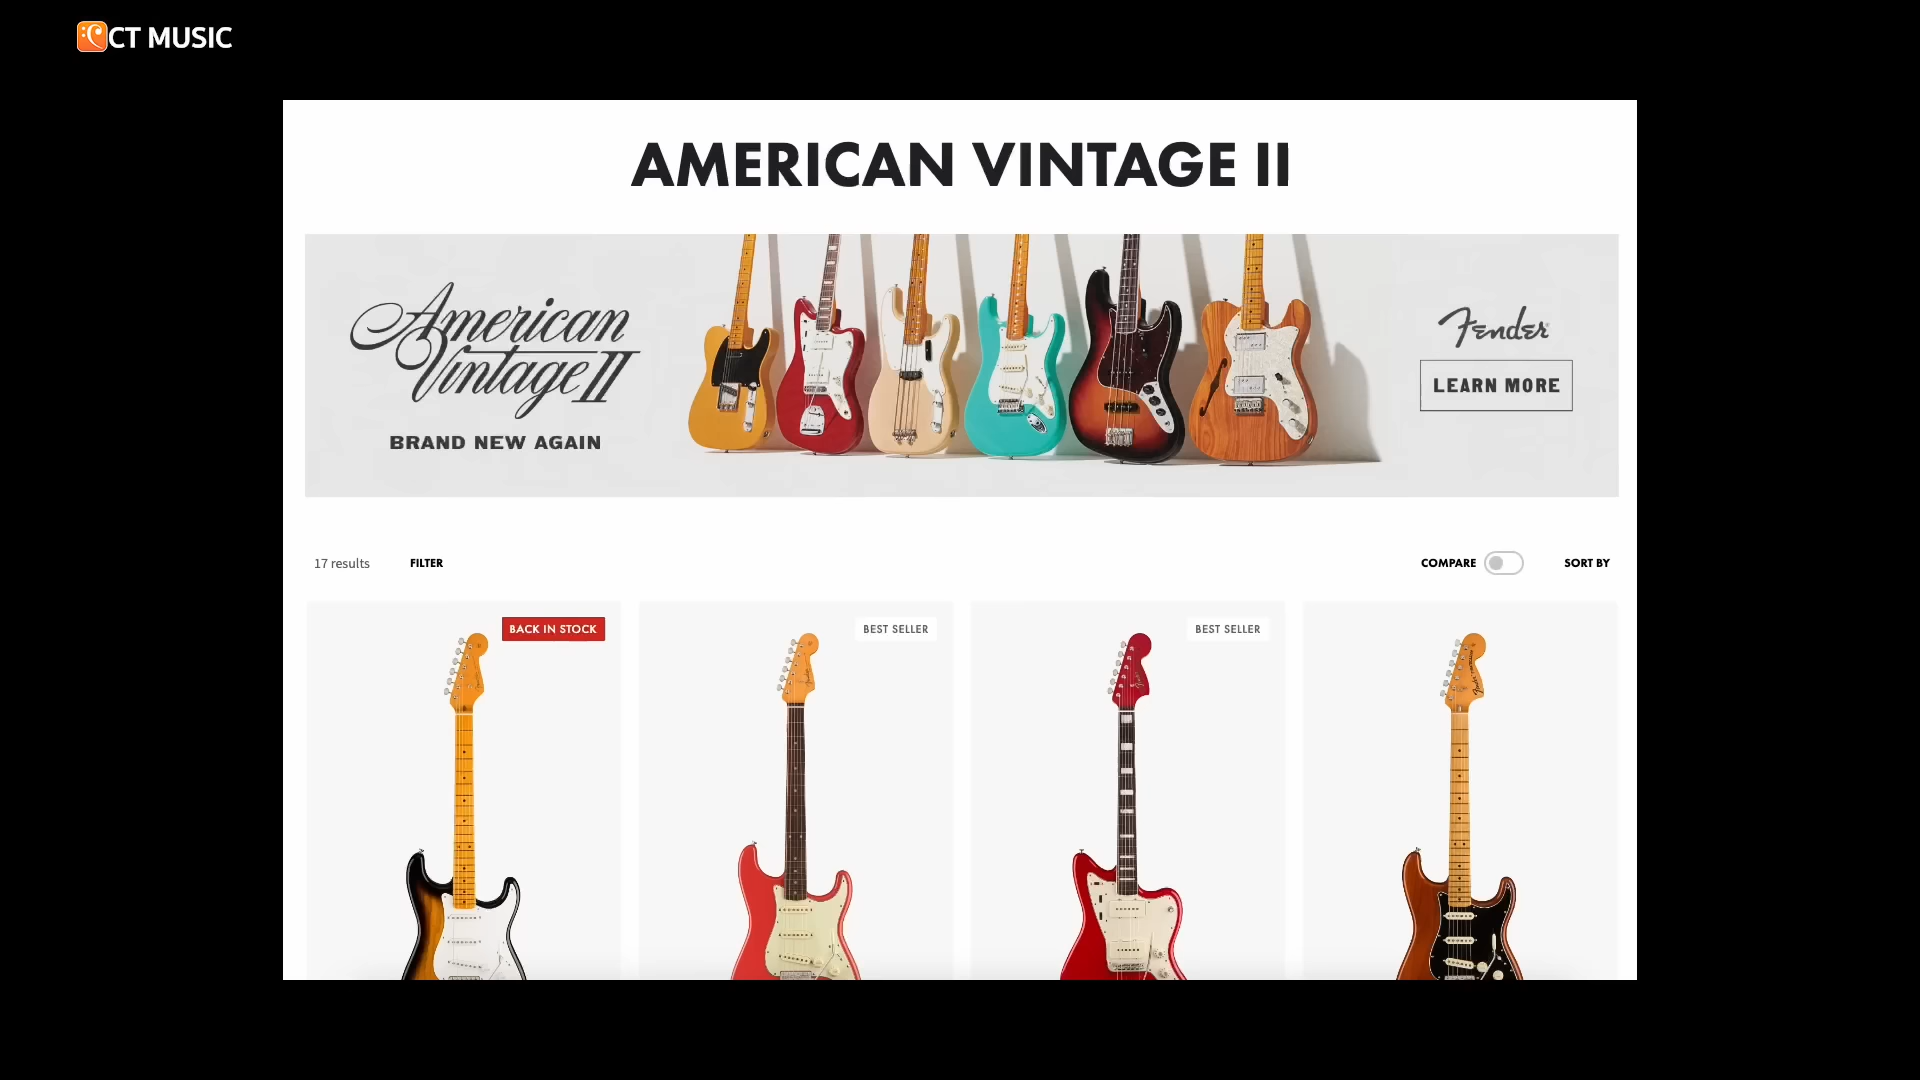 CT MUSIC
AMERICAN VINTAGE II
American
Vintage II
BRAND NEW AGAIN
Fender
LEARN MORE
17 results
FILTER
COMPARE
SORT BY
BACK IN STOCK
BEST SELLER
BEST SELLER